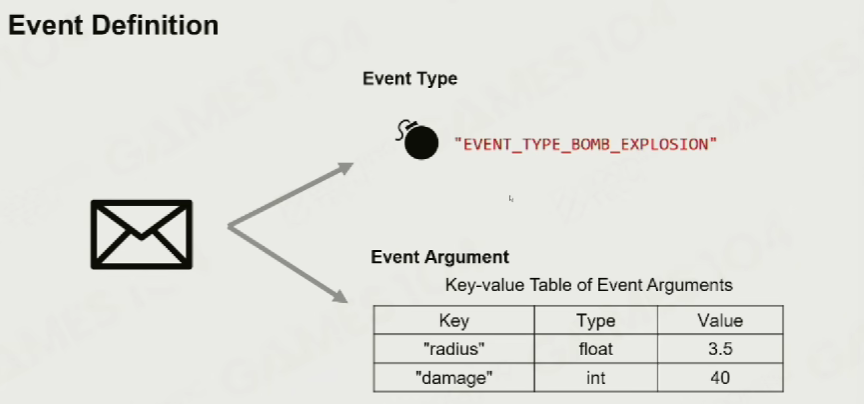 Event Definition
Event Type
"EVENT_TYPE_BOMB_EXPLOSION"
Event Argument
Key-value Table of Event Arguments
Key Type Value
"radius" float 3.5
"damage" int 40